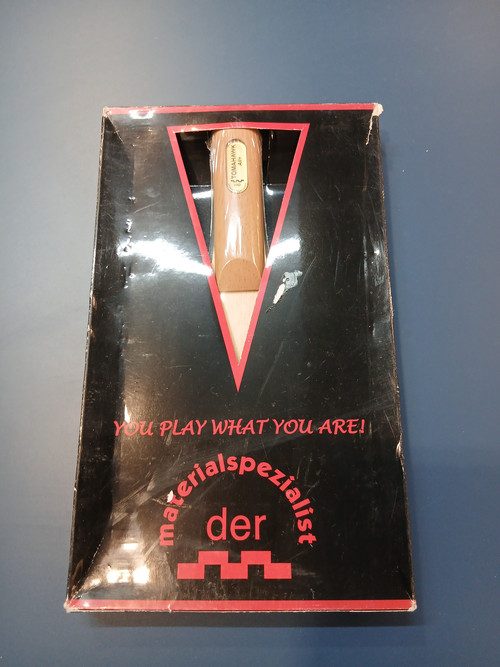 TOMAHAWK
YOU PLAY WHAT YOU ARE!
materialspezialist
der